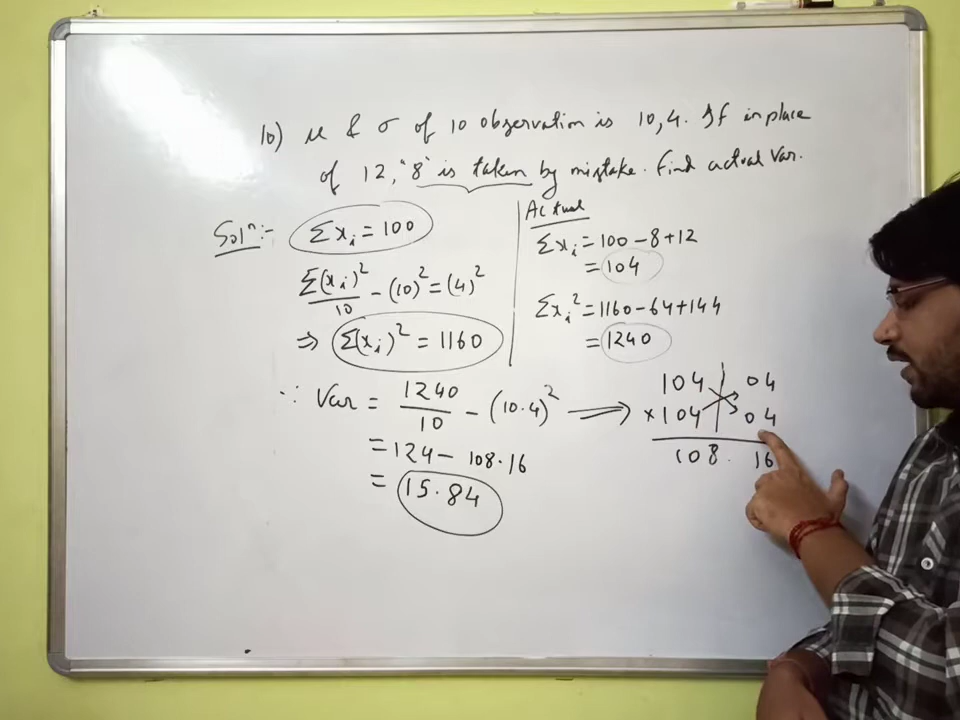 10) μ & σ of 10 observation is 10,4. If in place
of 12, "8" is taken by mistake. Find actual Var.
Solⁿ:- Σxᵢ = 100
Σ(xᵢ)²/10 - (10)² = (4)²
⇒ Σ(xᵢ)² = 1160
Actual
Σxᵢ = 100 - 8 + 12
= 104
Σxᵢ² = 1160 - 64 + 144
= 1240
∴ Var = 1240/10 - (10.4)² ⟹
= 124 - 108.16
= 15.84
104 | 04
×104 | 04
108. 16